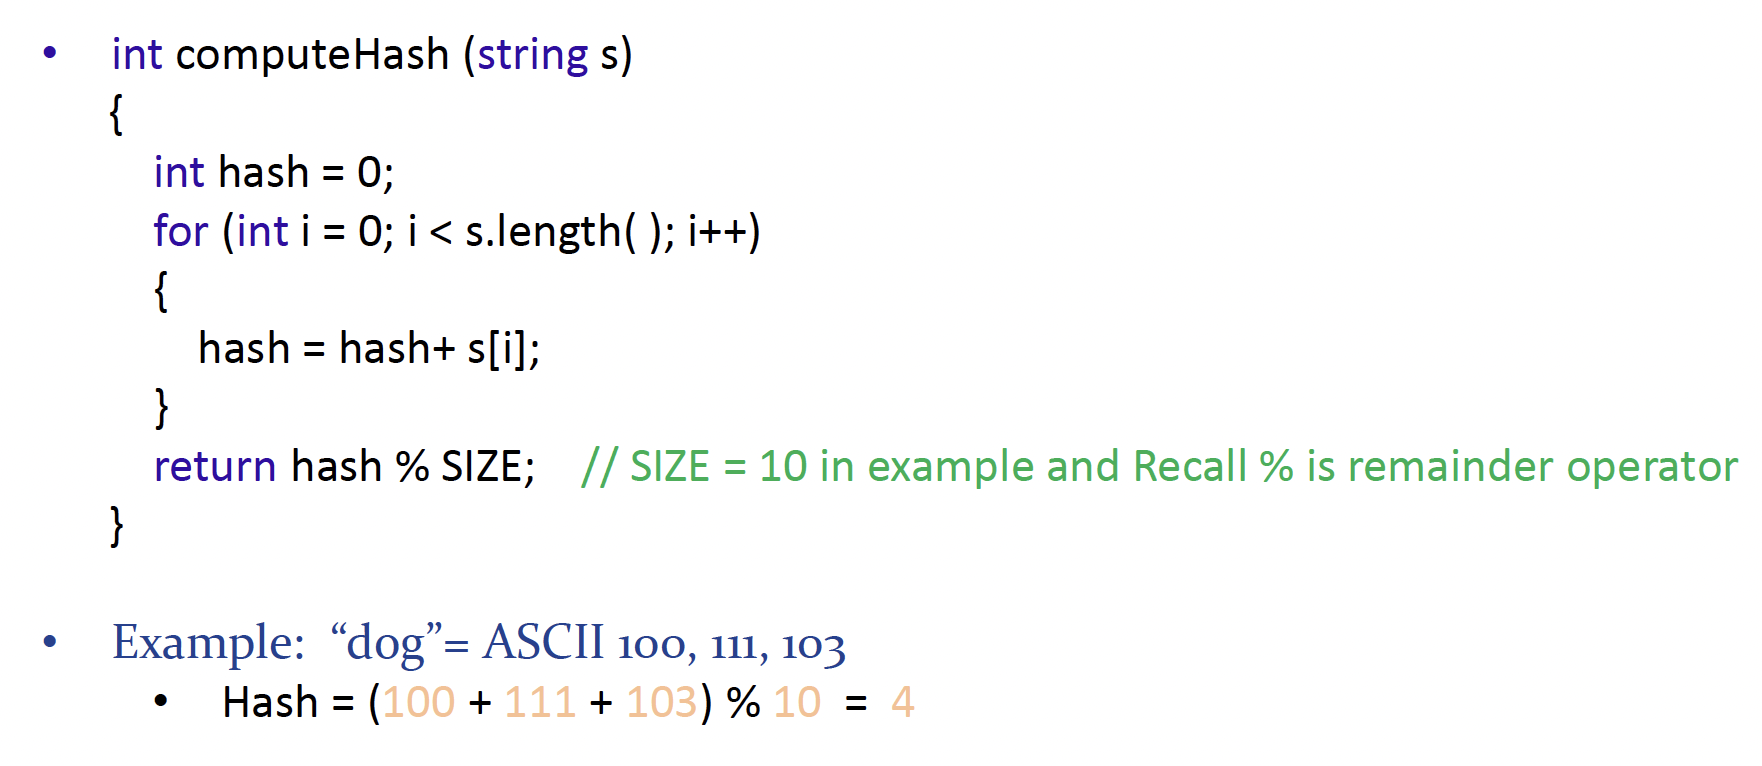 • int computeHash (string s)
{
int hash = 0;
for (int i = 0; i < s.length( ); i++)
{
hash = hash+ s[i];
}
return hash % SIZE; // SIZE = 10 in example and Recall % is remainder operator
}
• Example: “dog”= ASCII 100, 111, 103
• Hash = (100 + 111 + 103) % 10 = 4